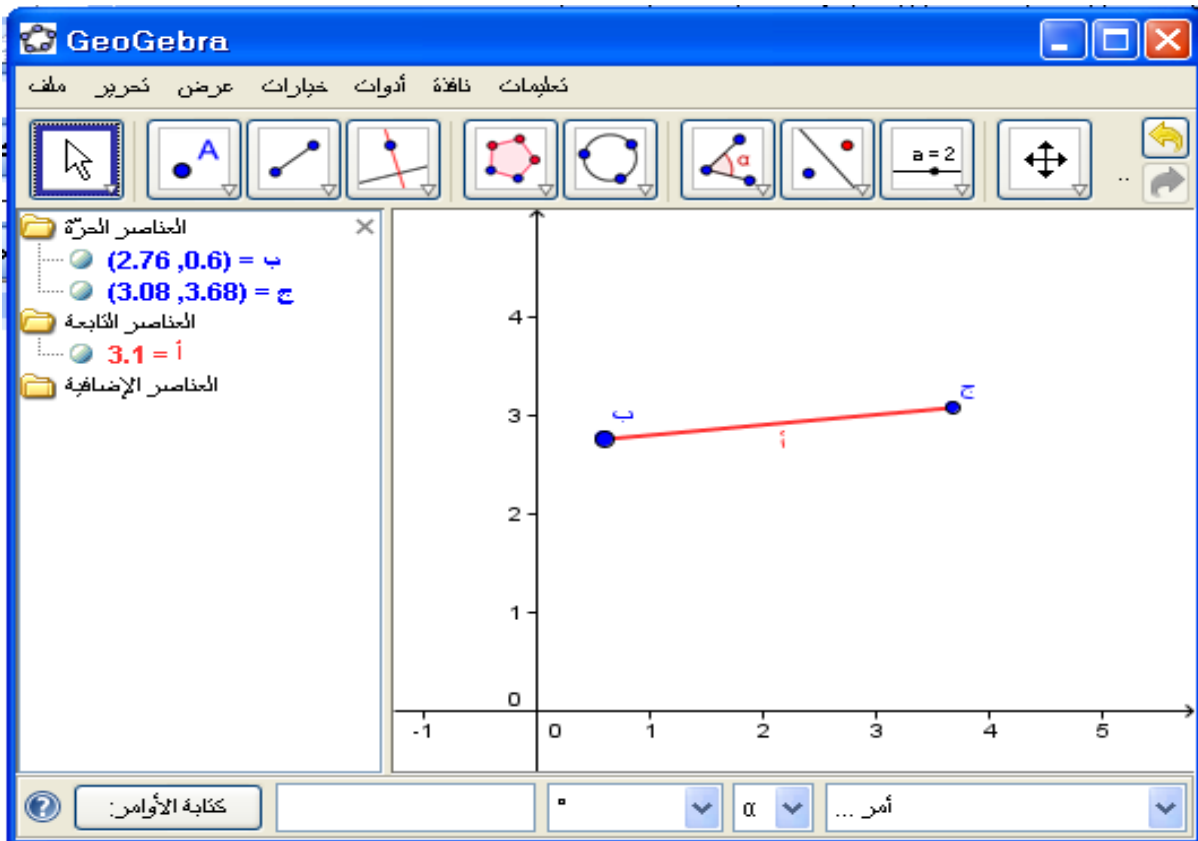 GeoGebra
ملف تحرير عرض خيارات أدوات نافذة تعليمات
A
α
a = 2
..
العناصر الحرّة
ب = (2.76 ,0.6)
ج = (3.08 ,3.68)
العناصر التابعة
أ = 3.1
العناصر الإضافية
4
3
2
1
0
ب
ج
أ
-1 0 1 2 3 4 5
كتابة الأوامر:
°
α
أمر ...